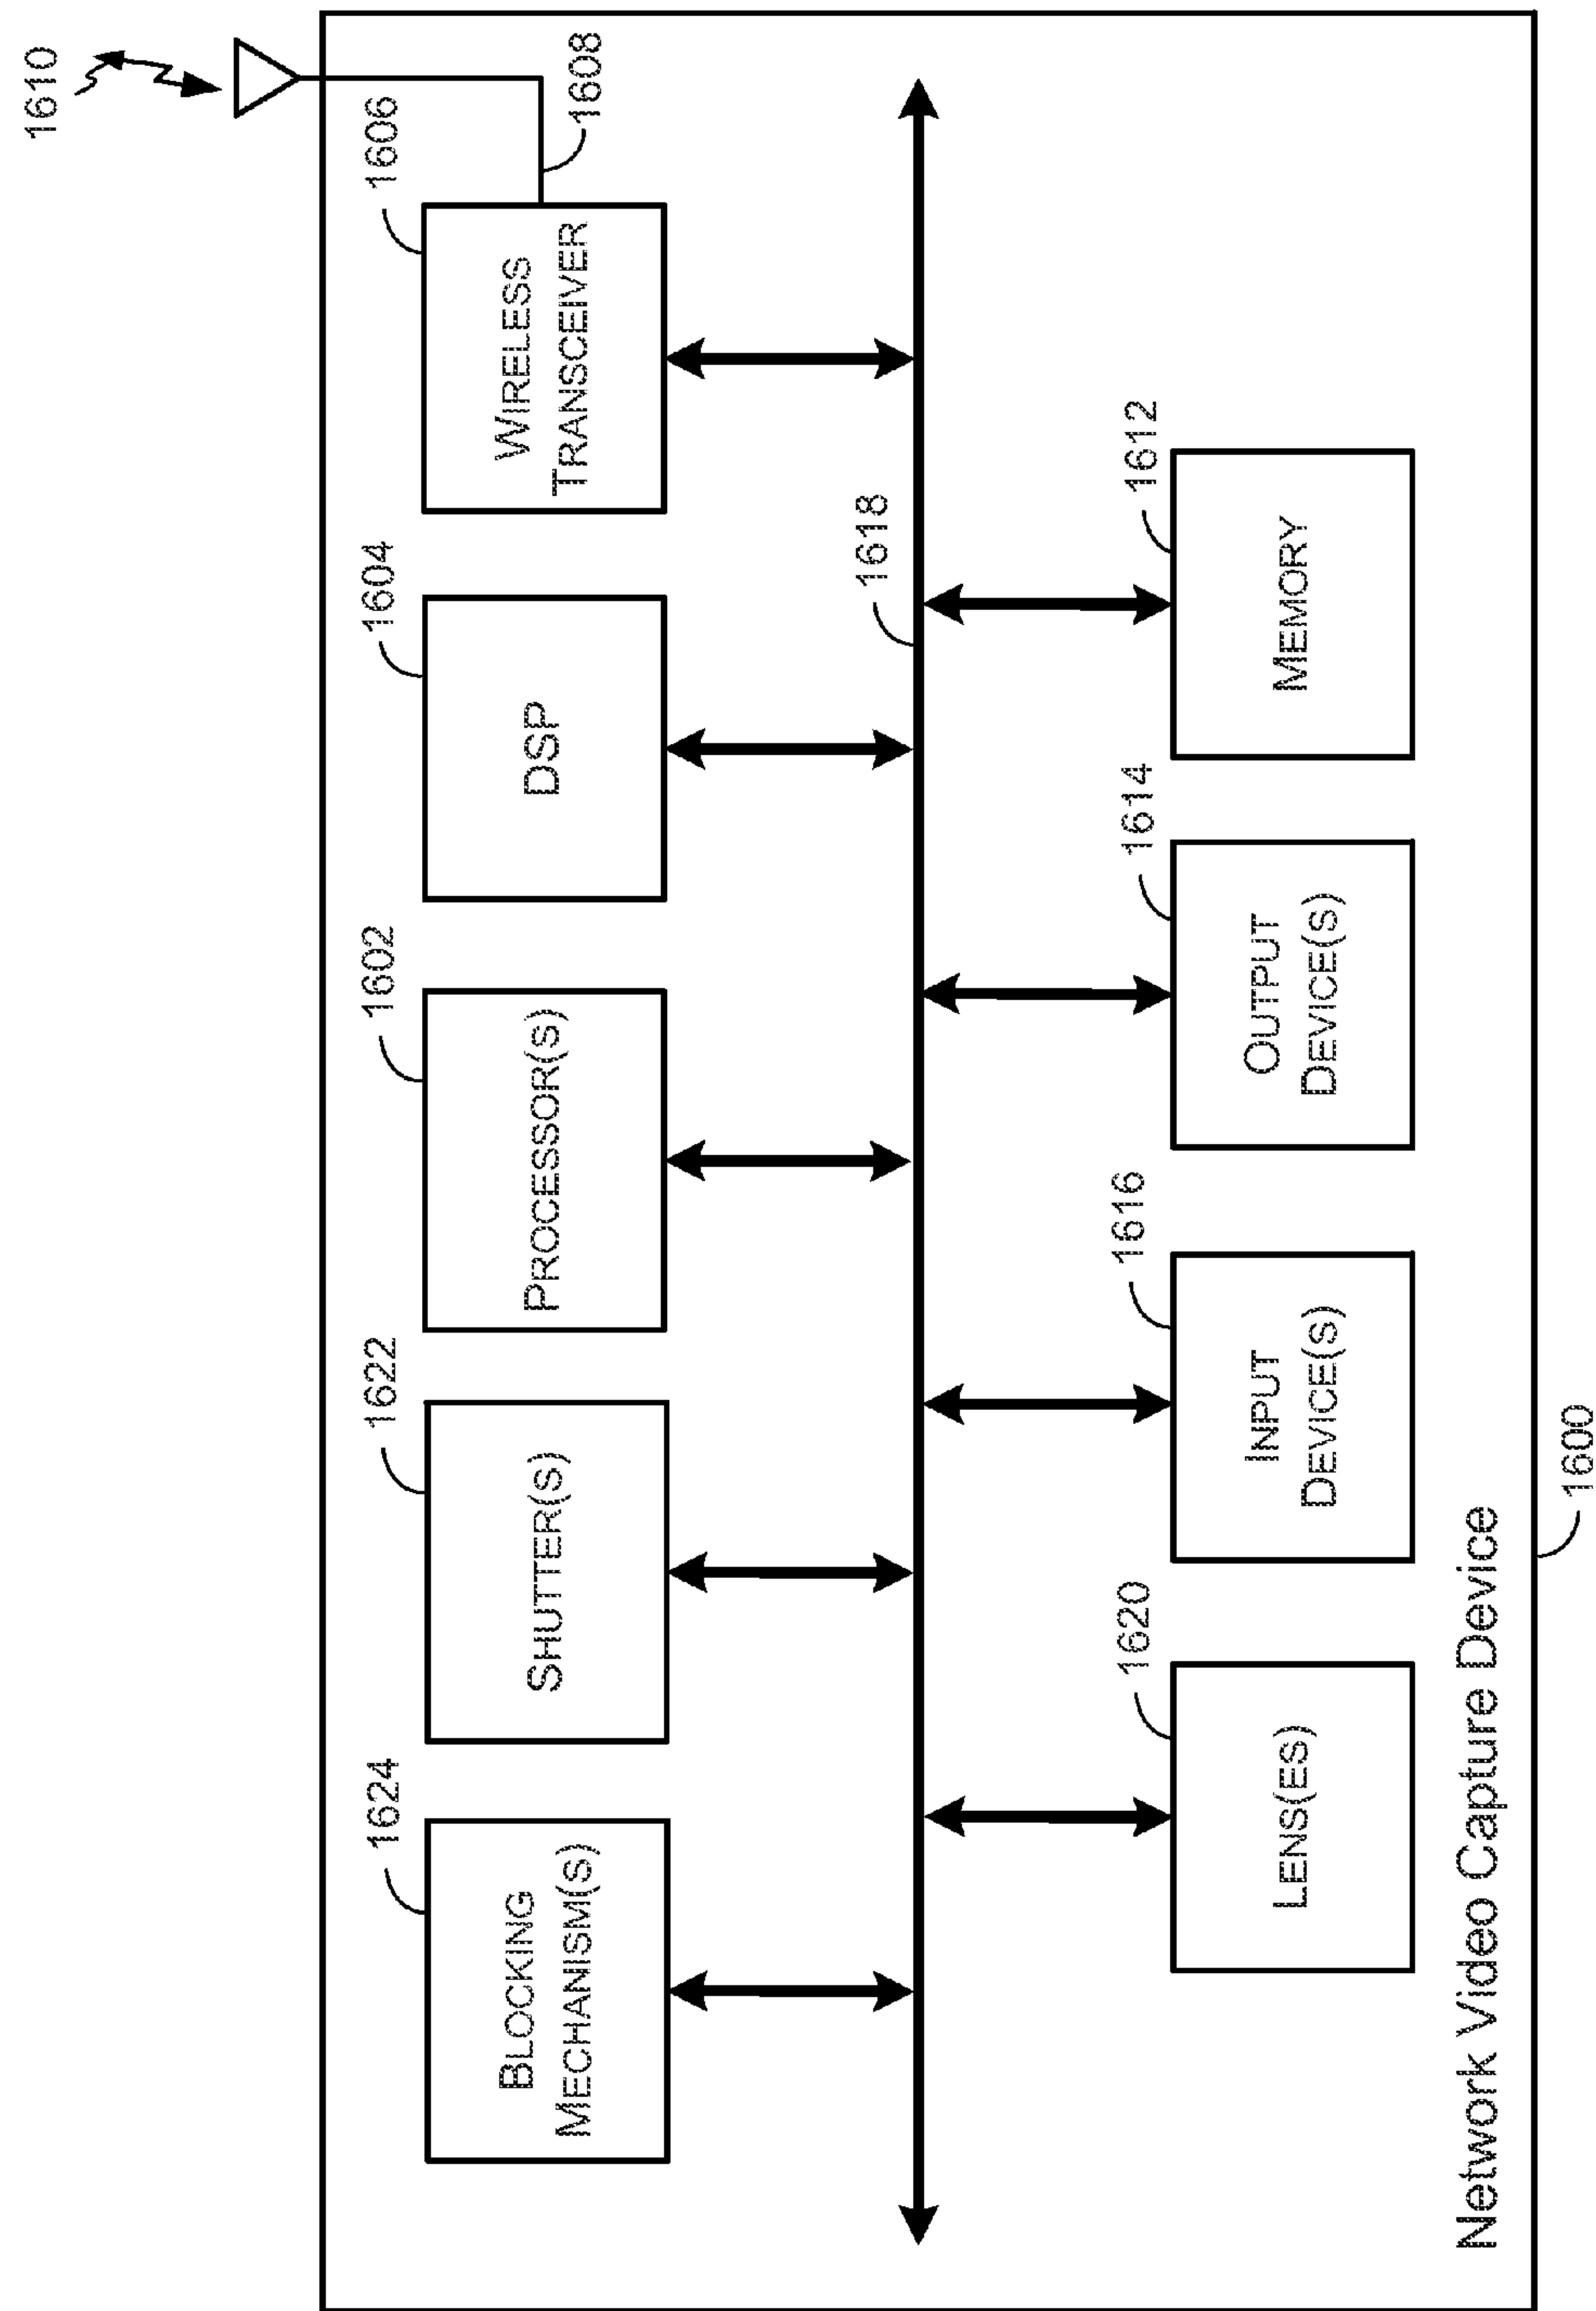 1610
1624
1622
1602
1604
1606
BLOCKING
MECHANISM(S)
SHUTTER(S)
PROCESSOR(S)
DSP
WIRELESS
TRANSCEIVER
1608
1618
1620
1616
1614
1612
LENS(ES)
INPUT
DEVICE(S)
OUTPUT
DEVICE(S)
MEMORY
Network Video Capture Device
1600